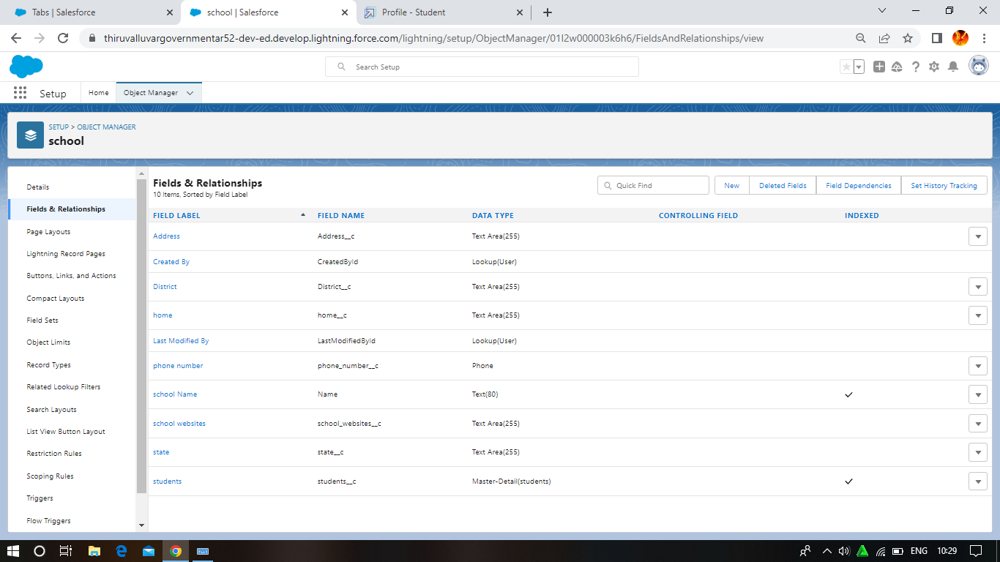 Tabs | Salesforce
school | Salesforce
Profile - Student
thiruvalluvargovernmentar52-dev-ed.develop.lightning.force.com/lightning/setup/ObjectManager/01I2w000003k6h6/FieldsAndRelationships/view
Search Setup
Setup
Home
Object Manager
SETUP > OBJECT MANAGER
school
Details
Fields & Relationships
Page Layouts
Lightning Record Pages
Buttons, Links, and Actions
Compact Layouts
Field Sets
Object Limits
Record Types
Related Lookup Filters
Search Layouts
List View Button Layout
Restriction Rules
Scoping Rules
Triggers
Flow Triggers
Fields & Relationships
10 Items, Sorted by Field Label
Quick Find
New
Deleted Fields
Field Dependencies
Set History Tracking
FIELD LABEL FIELD NAME DATA TYPE CONTROLLING FIELD INDEXED
Address Address__c Text Area(255)
Created By CreatedById Lookup(User)
District District__c Text Area(255)
home home__c Text Area(255)
Last Modified By LastModifiedById Lookup(User)
phone number phone_number__c Phone
school Name Name Text(80)
school websites school_websites__c Text Area(255)
state state__c Text Area(255)
students students__c Master-Detail(students)
ENG 10:29